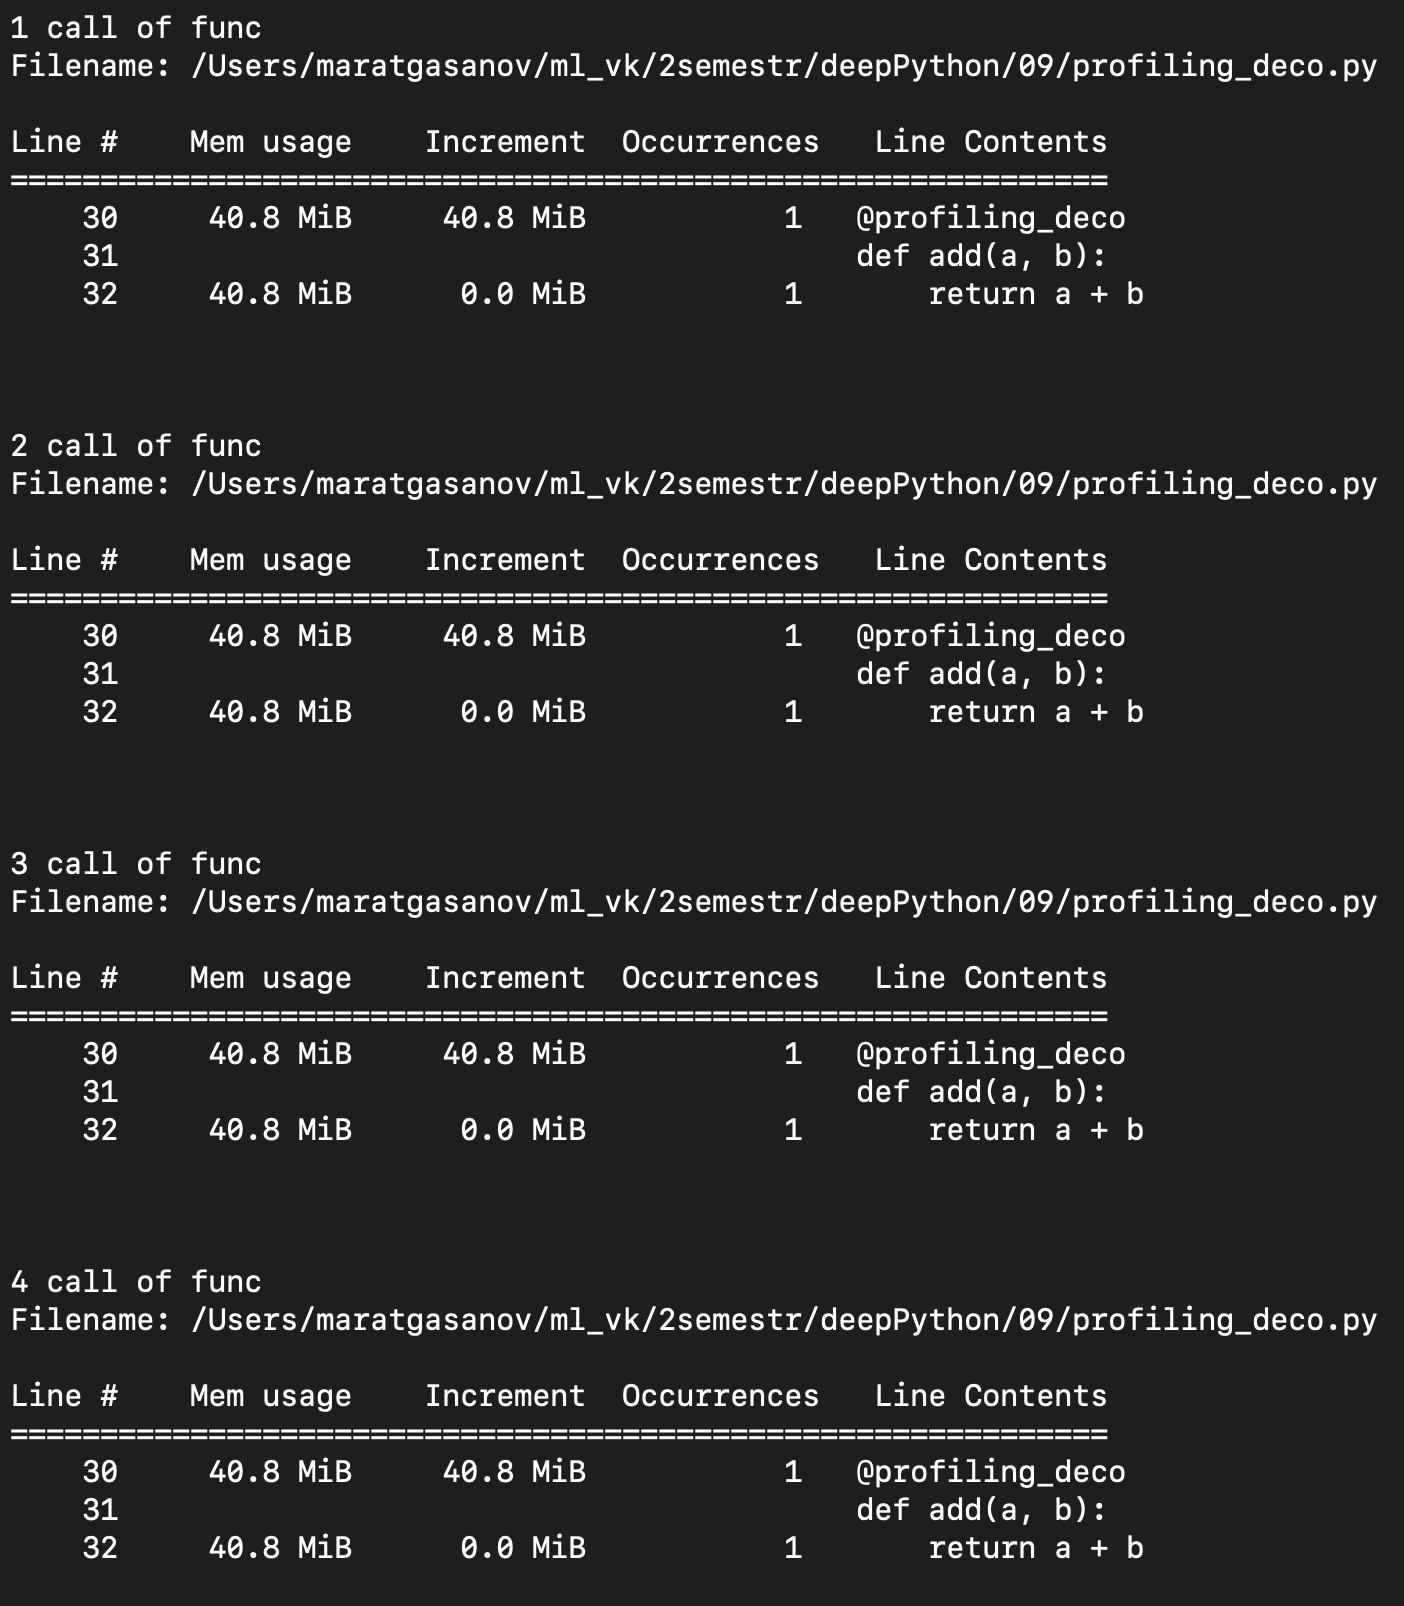 1 call of func
Filename: /Users/maratgasanov/ml_vk/2semestr/deepPython/09/profiling_deco.py
Line #    Mem usage    Increment  Occurrences   Line Contents
=============================================================
    30     40.8 MiB     40.8 MiB           1   @profiling_deco
    31                                         def add(a, b):
    32     40.8 MiB      0.0 MiB           1       return a + b
2 call of func
Filename: /Users/maratgasanov/ml_vk/2semestr/deepPython/09/profiling_deco.py
Line #    Mem usage    Increment  Occurrences   Line Contents
=============================================================
    30     40.8 MiB     40.8 MiB           1   @profiling_deco
    31                                         def add(a, b):
    32     40.8 MiB      0.0 MiB           1       return a + b
3 call of func
Filename: /Users/maratgasanov/ml_vk/2semestr/deepPython/09/profiling_deco.py
Line #    Mem usage    Increment  Occurrences   Line Contents
=============================================================
    30     40.8 MiB     40.8 MiB           1   @profiling_deco
    31                                         def add(a, b):
    32     40.8 MiB      0.0 MiB           1       return a + b
4 call of func
Filename: /Users/maratgasanov/ml_vk/2semestr/deepPython/09/profiling_deco.py
Line #    Mem usage    Increment  Occurrences   Line Contents
=============================================================
    30     40.8 MiB     40.8 MiB           1   @profiling_deco
    31                                         def add(a, b):
    32     40.8 MiB      0.0 MiB           1       return a + b